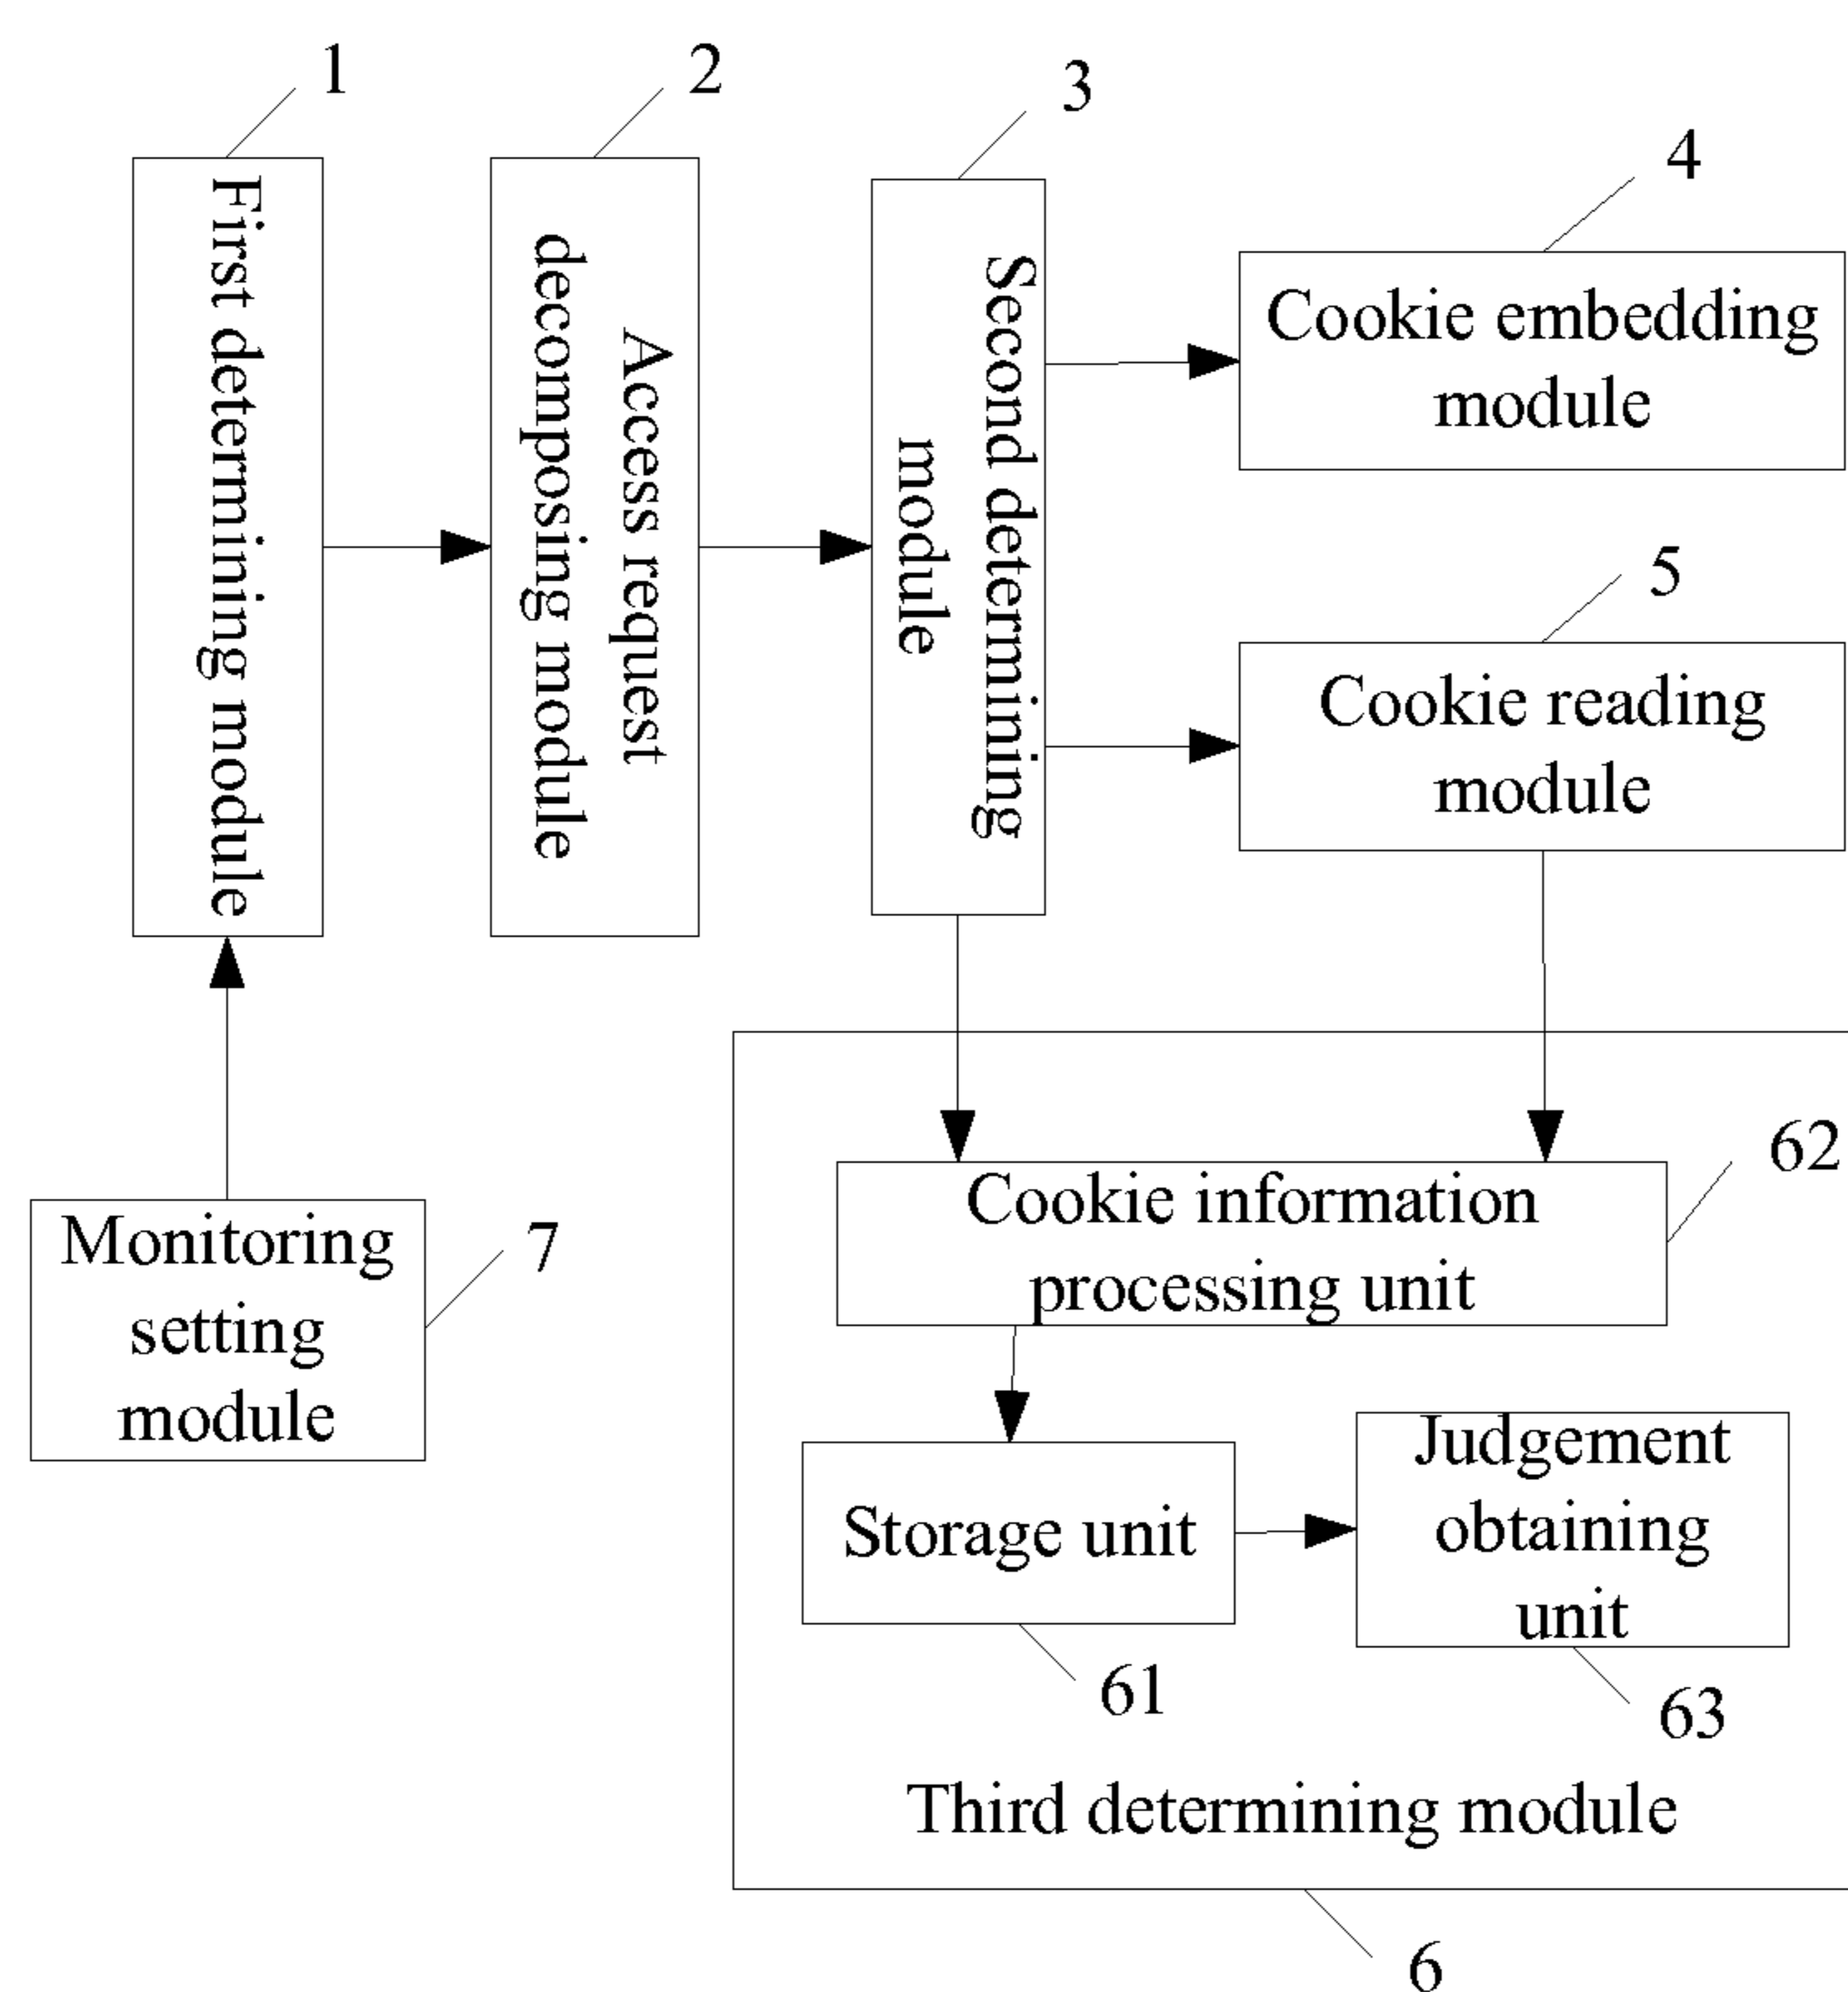 1
First determining module
2
Access request
decomposing module
3
Second determining
module
4
Cookie embedding
module
5
Cookie reading
module
62
Cookie information
processing unit
7
Monitoring
setting
module
Storage unit
61
Judgement
obtaining
unit
63
Third determining module
6